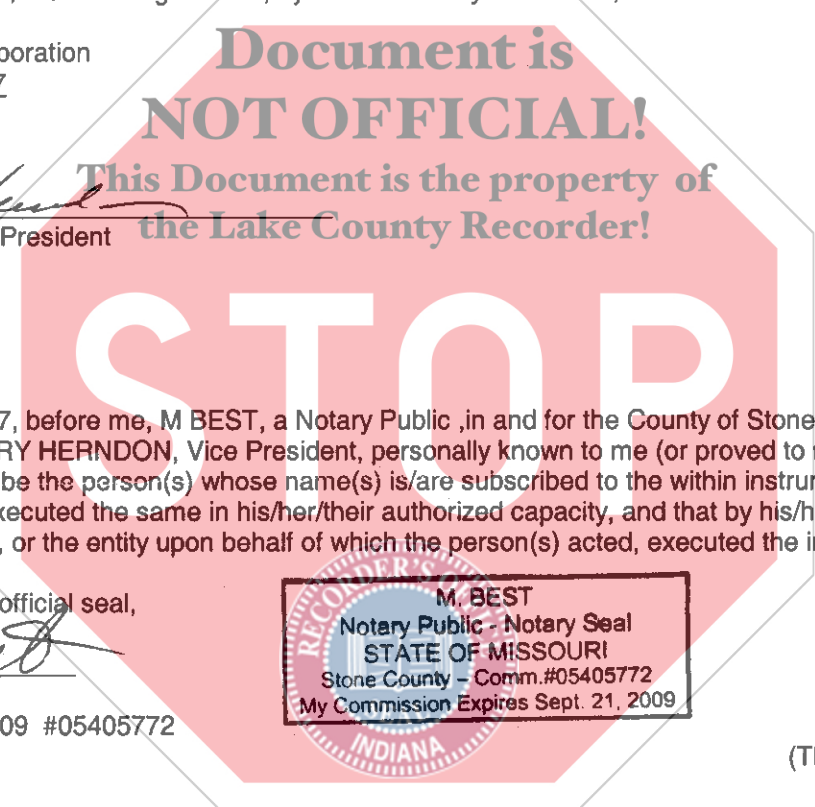 poration
Document is
7
NOT OFFICIAL!
This Document is the property of
the Lake County Recorder!
President
STOP
7, before me, M BEST, a Notary Public ,in and for the County of Stone
RY HERNDON, Vice President, personally known to me (or proved to
be the person(s) whose name(s) is/are subscribed to the within instru
xecuted the same in his/her/their authorized capacity, and that by his/h
, or the entity upon behalf of which the person(s) acted, executed the i
official seal,
RECORDER'S OFFICE
M. BEST
Notary Public - Notary Seal
STATE OF MISSOURI
Stone County – Comm.#05405772
My Commission Expires Sept. 21, 2009
09 #05405772
INDIANA
(T